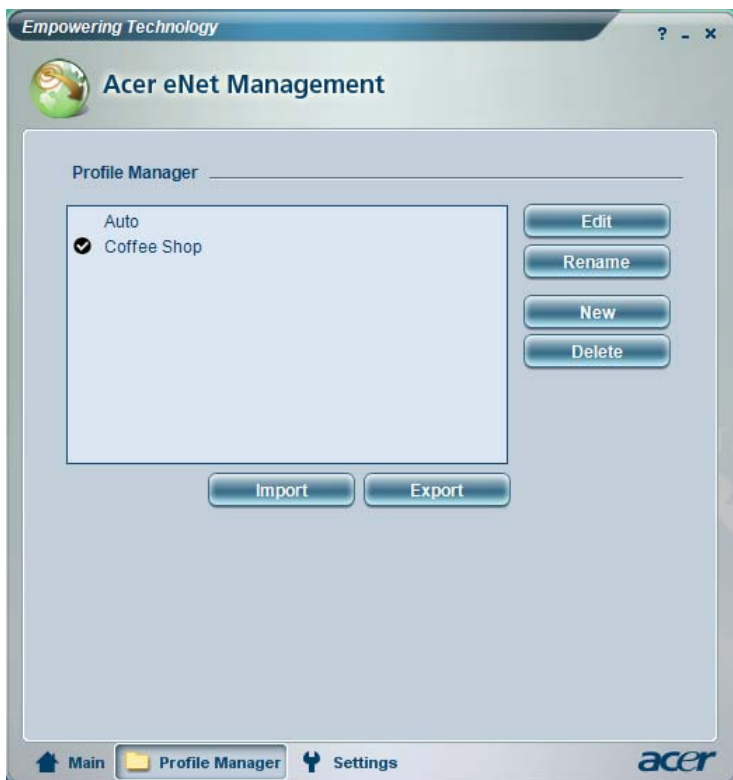 Empowering Technology
? - x
Acer eNet Management
Profile Manager
Auto
Coffee Shop
Edit
Rename
New
Delete
Import
Export
Main
Profile Manager
Settings
acer